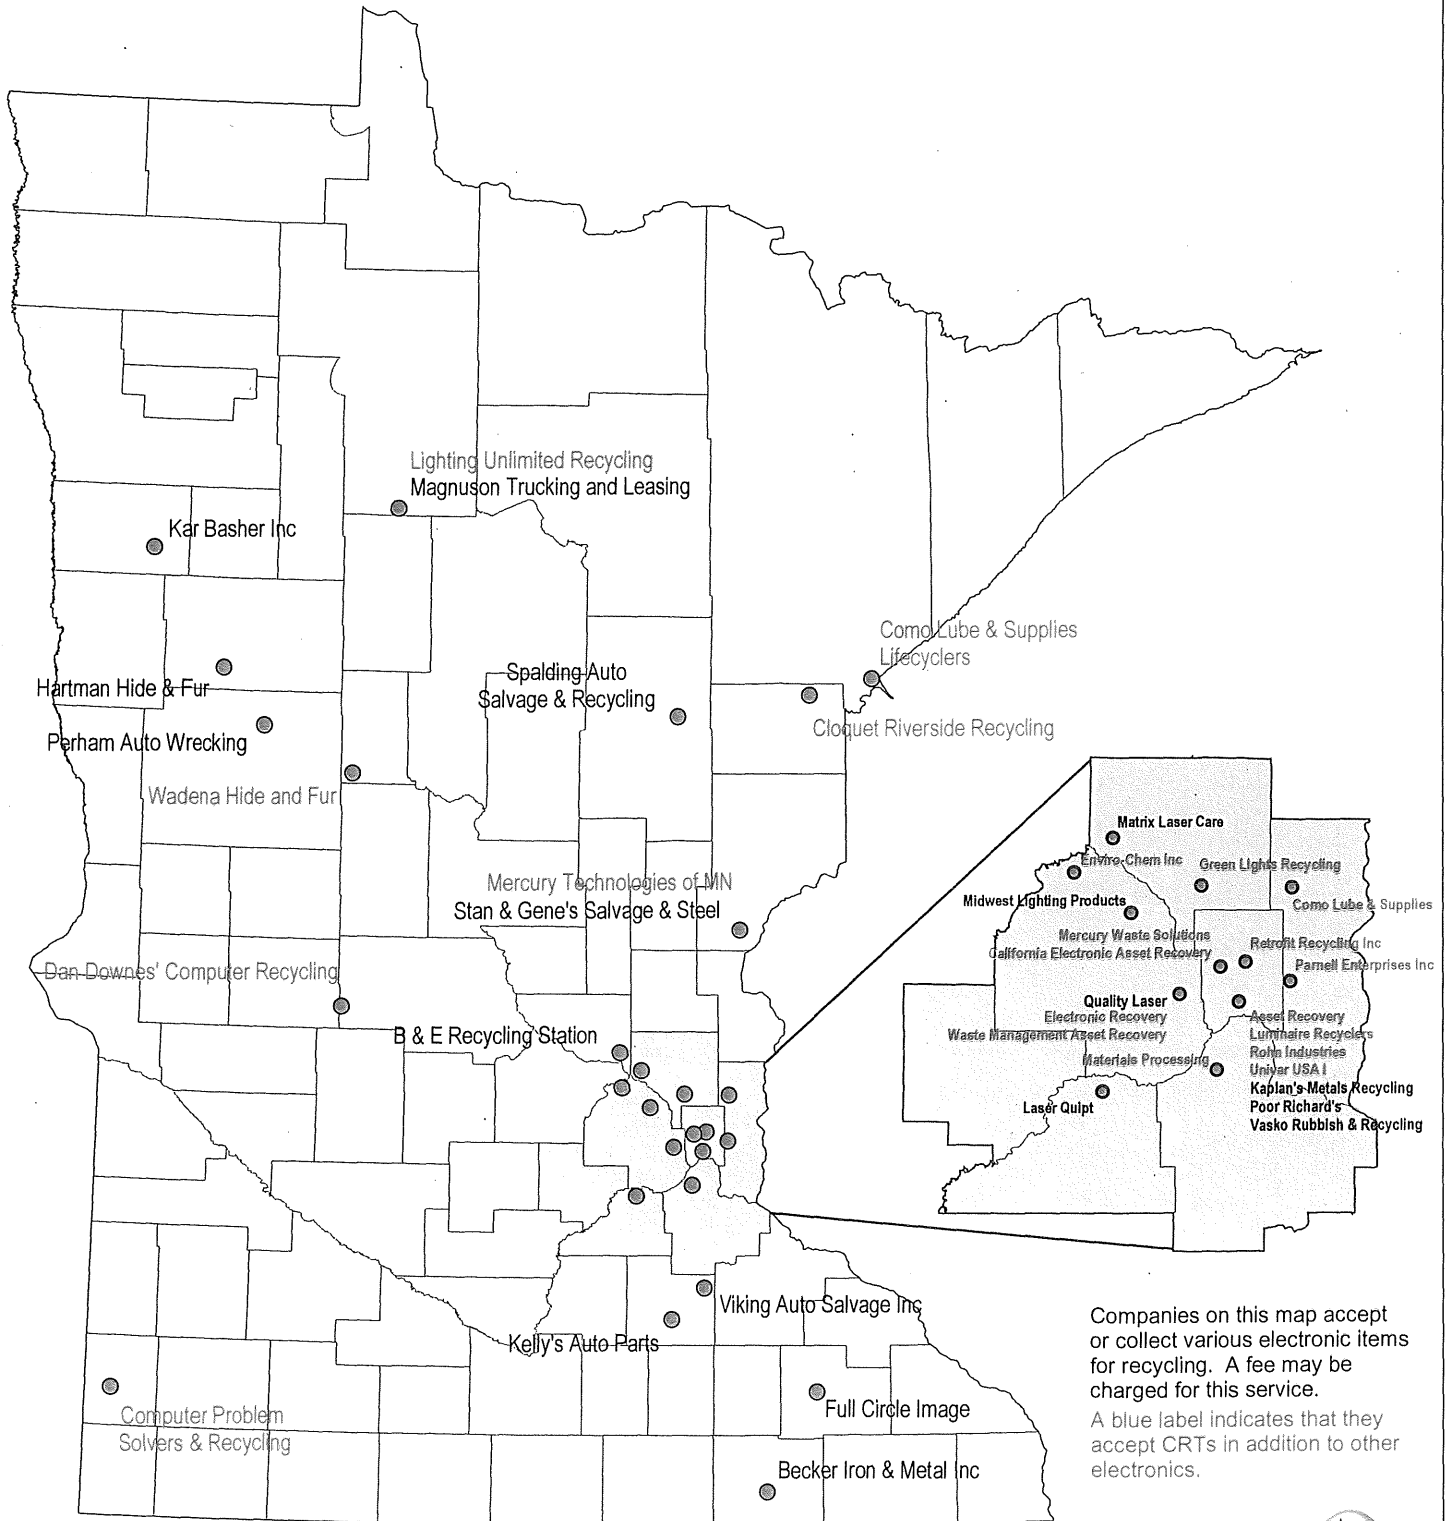 Lighting Unlimited Recycling
Magnuson Trucking and Leasing
Kar Basher Inc
Como Lube & Supplies
Lifecyclers
Spalding Auto
Salvage & Recycling
Hartman Hide & Fur
Cloquet Riverside Recycling
Perham Auto Wrecking
Wadena Hide and Fur
Matrix Laser Care
Enviro-Chem Inc
Green Lights Recycling
Mercury Technologies of MN
Stan & Gene's Salvage & Steel
Midwest Lighting Products
Como Lube & Supplies
Mercury Waste Solutions
California Electronic Asset Recovery
Retrofit Recycling Inc
Parnell Enterprises Inc
Dan Downes' Computer Recycling
Quality Laser
Electronic Recovery
Waste Management Asset Recovery
Asset Recovery
Luminaire Recyclers
Rohn Industries
Univar USA I
Kaplan's Metals Recycling
Poor Richard's
Vasko Rubbish & Recycling
B & E Recycling Station
Materials Processing
Laser Quipt
Viking Auto Salvage Inc
Kelly's Auto Parts
Companies on this map accept
or collect various electronic items
for recycling. A fee may be
charged for this service.
A blue label indicates that they
accept CRTs in addition to other
electronics.
Computer Problem
Solvers & Recycling
Full Circle Image
Becker Iron & Metal Inc